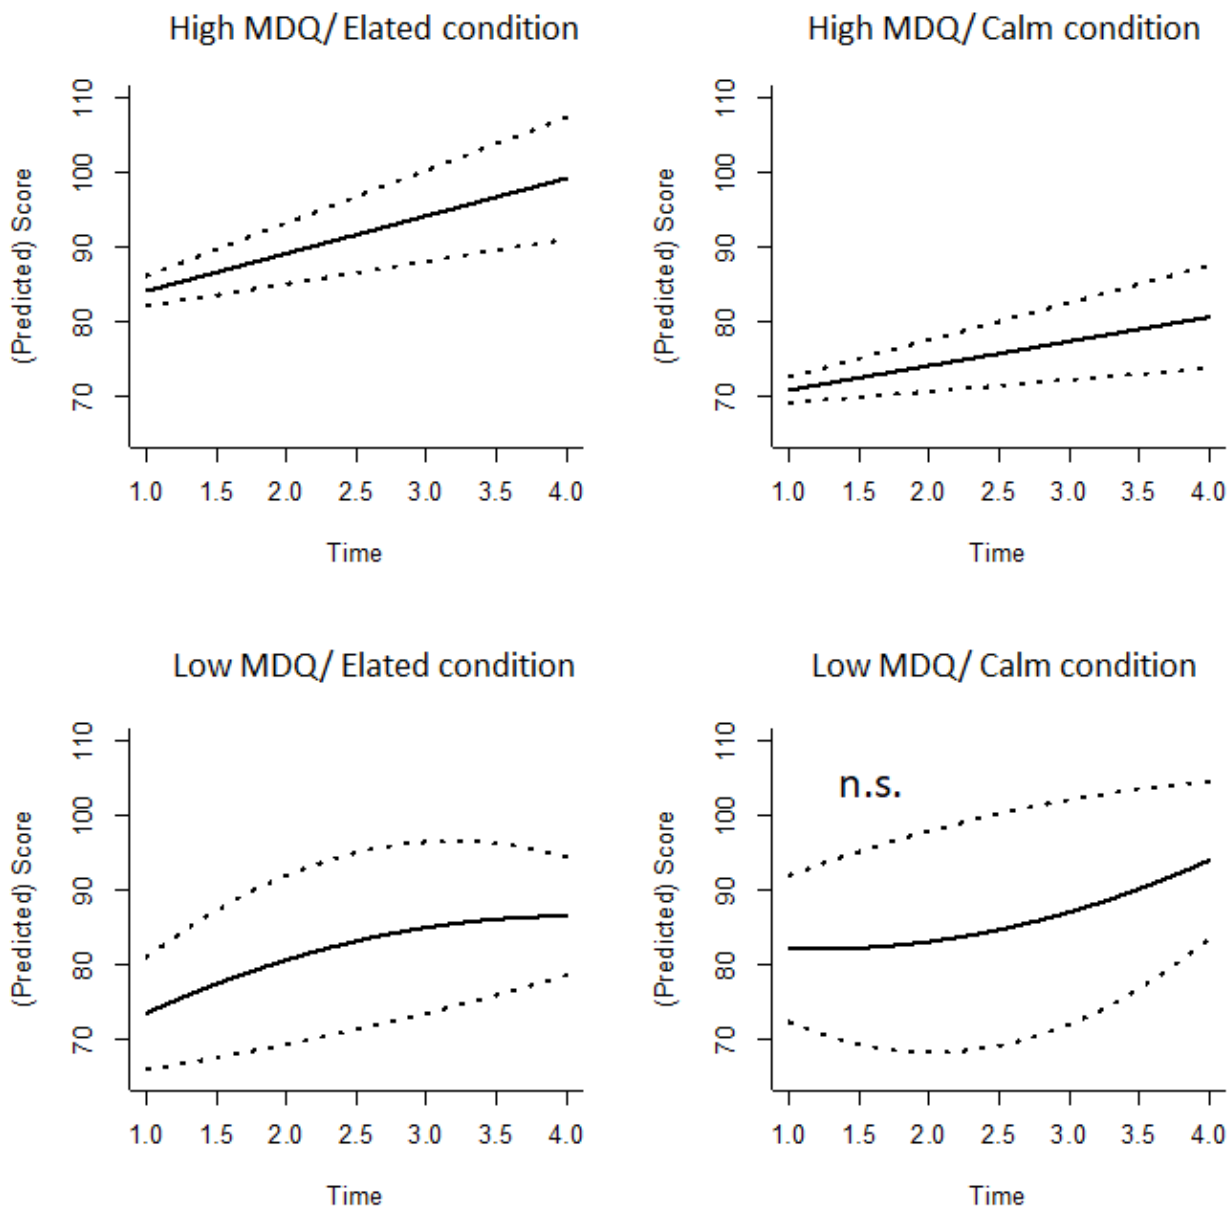 High MDQ/ Elated condition
110
100
90
80
70
(Predicted) Score
1.0 1.5 2.0 2.5 3.0 3.5 4.0
Time
High MDQ/ Calm condition
110
100
90
80
70
(Predicted) Score
1.0 1.5 2.0 2.5 3.0 3.5 4.0
Time
Low MDQ/ Elated condition
110
100
90
80
70
(Predicted) Score
1.0 1.5 2.0 2.5 3.0 3.5 4.0
Time
Low MDQ/ Calm condition
n.s.
110
100
90
80
70
(Predicted) Score
1.0 1.5 2.0 2.5 3.0 3.5 4.0
Time